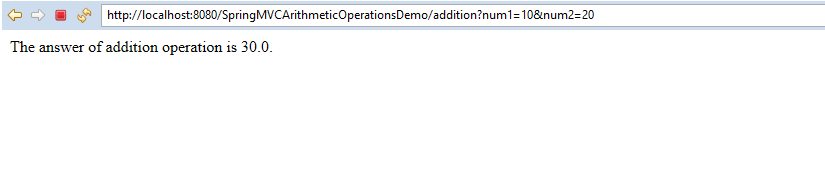 http://localhost:8080/SpringMVCArithmeticOperationsDemo/addition?num1=10&num2=20
The answer of addition operation is 30.0.